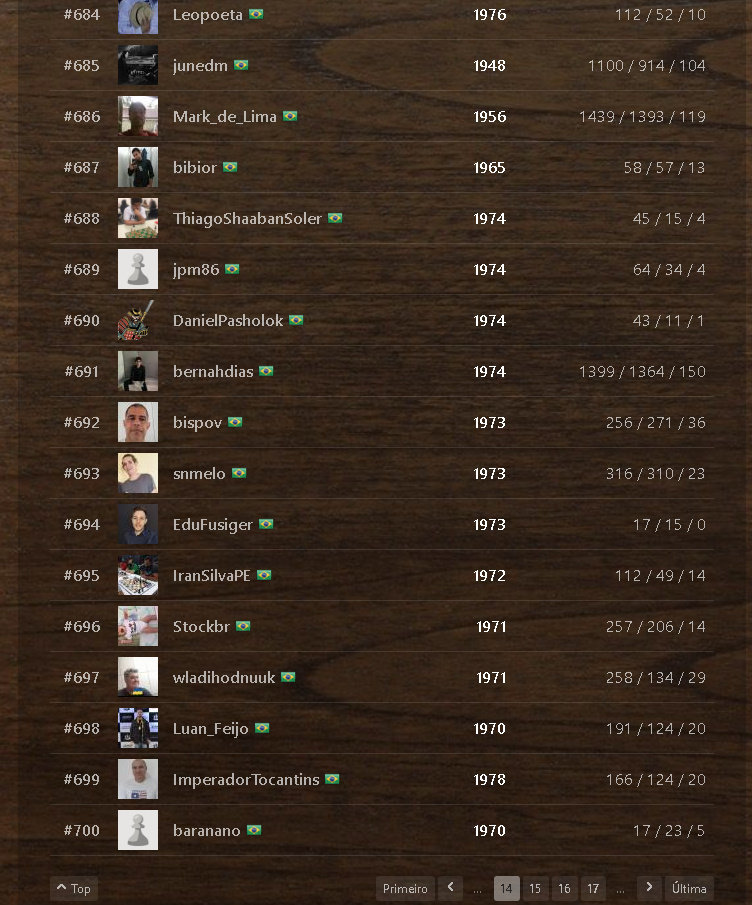 #684 Leopoeta 1976 112 / 52 / 10
#685 junedm 1948 1100 / 914 / 104
#686 Mark_de_Lima 1956 1439 / 1393 / 119
#687 bibior 1965 58 / 57 / 13
#688 ThiagoShaabanSoler 1974 45 / 15 / 4
#689 jpm86 1974 64 / 34 / 4
#690 DanielPasholok 1974 43 / 11 / 1
#691 bernahdias 1974 1399 / 1364 / 150
#692 bispov 1973 256 / 271 / 36
#693 snmelo 1973 316 / 310 / 23
#694 EduFusiger 1973 17 / 15 / 0
#695 IranSilvaPE 1972 112 / 49 / 14
#696 Stockbr 1971 257 / 206 / 14
#697 wladihodnuuk 1971 258 / 134 / 29
#698 Luan_Feijo 1970 191 / 124 / 20
#699 ImperadorTocantins 1978 166 / 124 / 20
#700 baranano 1970 17 / 23 / 5
Top Primeiro ... 14 15 16 17 ... Última